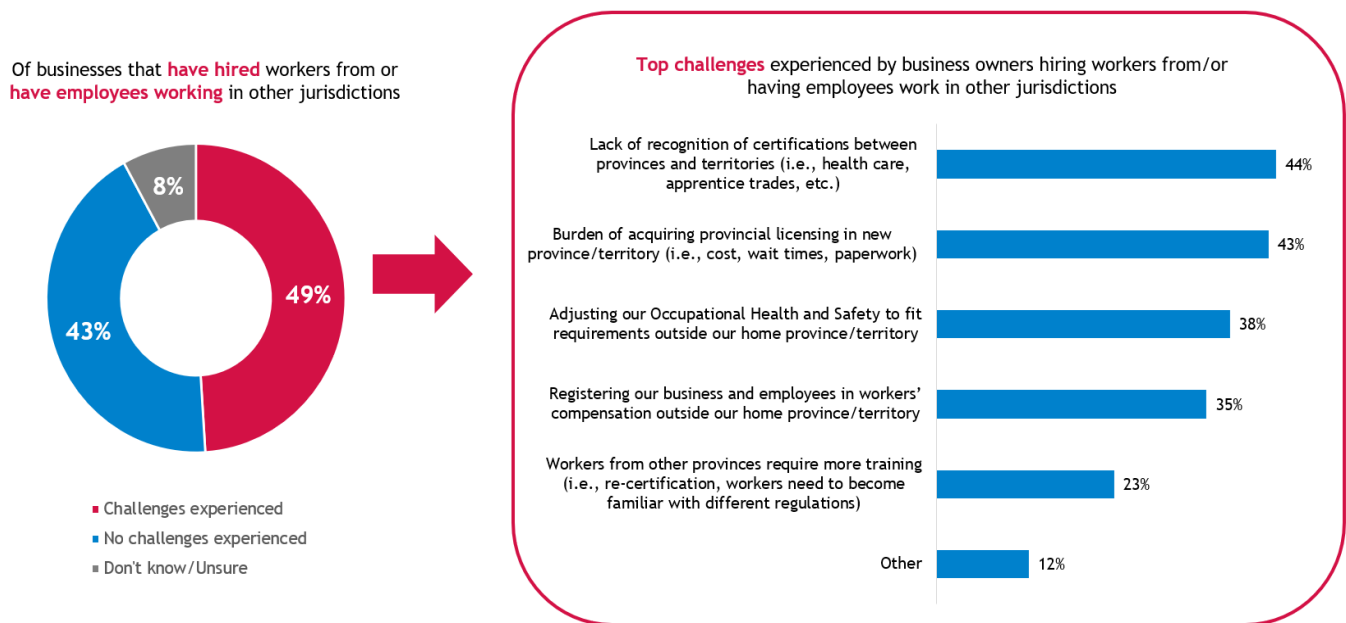 Of businesses that have hired workers from or
have employees working in other jurisdictions
8%
49%
43%
Challenges experienced
No challenges experienced
Don't know/Unsure
Top challenges experienced by business owners hiring workers from/or
having employees work in other jurisdictions
Lack of recognition of certifications between
provinces and territories (i.e., health care,
apprentice trades, etc.)
44%
Burden of acquiring provincial licensing in new
province/territory (i.e., cost, wait times, paperwork)
43%
Adjusting our Occupational Health and Safety to fit
requirements outside our home province/territory
38%
Registering our business and employees in workers’
compensation outside our home province/territory
35%
Workers from other provinces require more training
(i.e., re-certification, workers need to become
familiar with different regulations)
23%
Other
12%